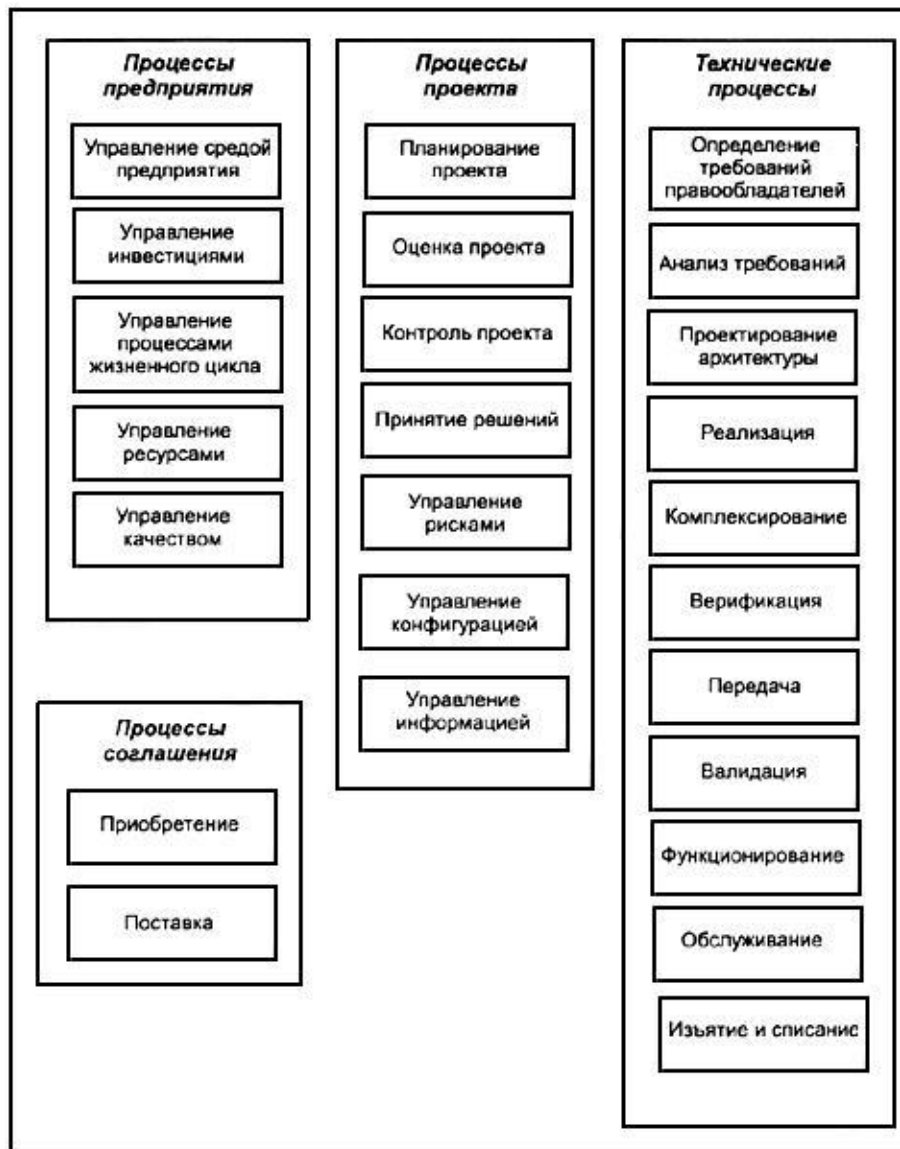 Процессы
предприятия
Управление средой
предприятия
Управление
инвестициями
Управление
процессами
жизненного цикла
Управление
ресурсами
Управление
качеством
Процессы
соглашения
Приобретение
Поставка
Процессы
проекта
Планирование
проекта
Оценка проекта
Контроль проекта
Принятие решений
Управление
рисками
Управление
конфигурацией
Управление
информацией
Технические
процессы
Определение
требований
правообладателей
Анализ требований
Проектирование
архитектуры
Реализация
Комплексирование
Верификация
Передача
Валидация
Функционирование
Обслуживание
Изъятие и списание